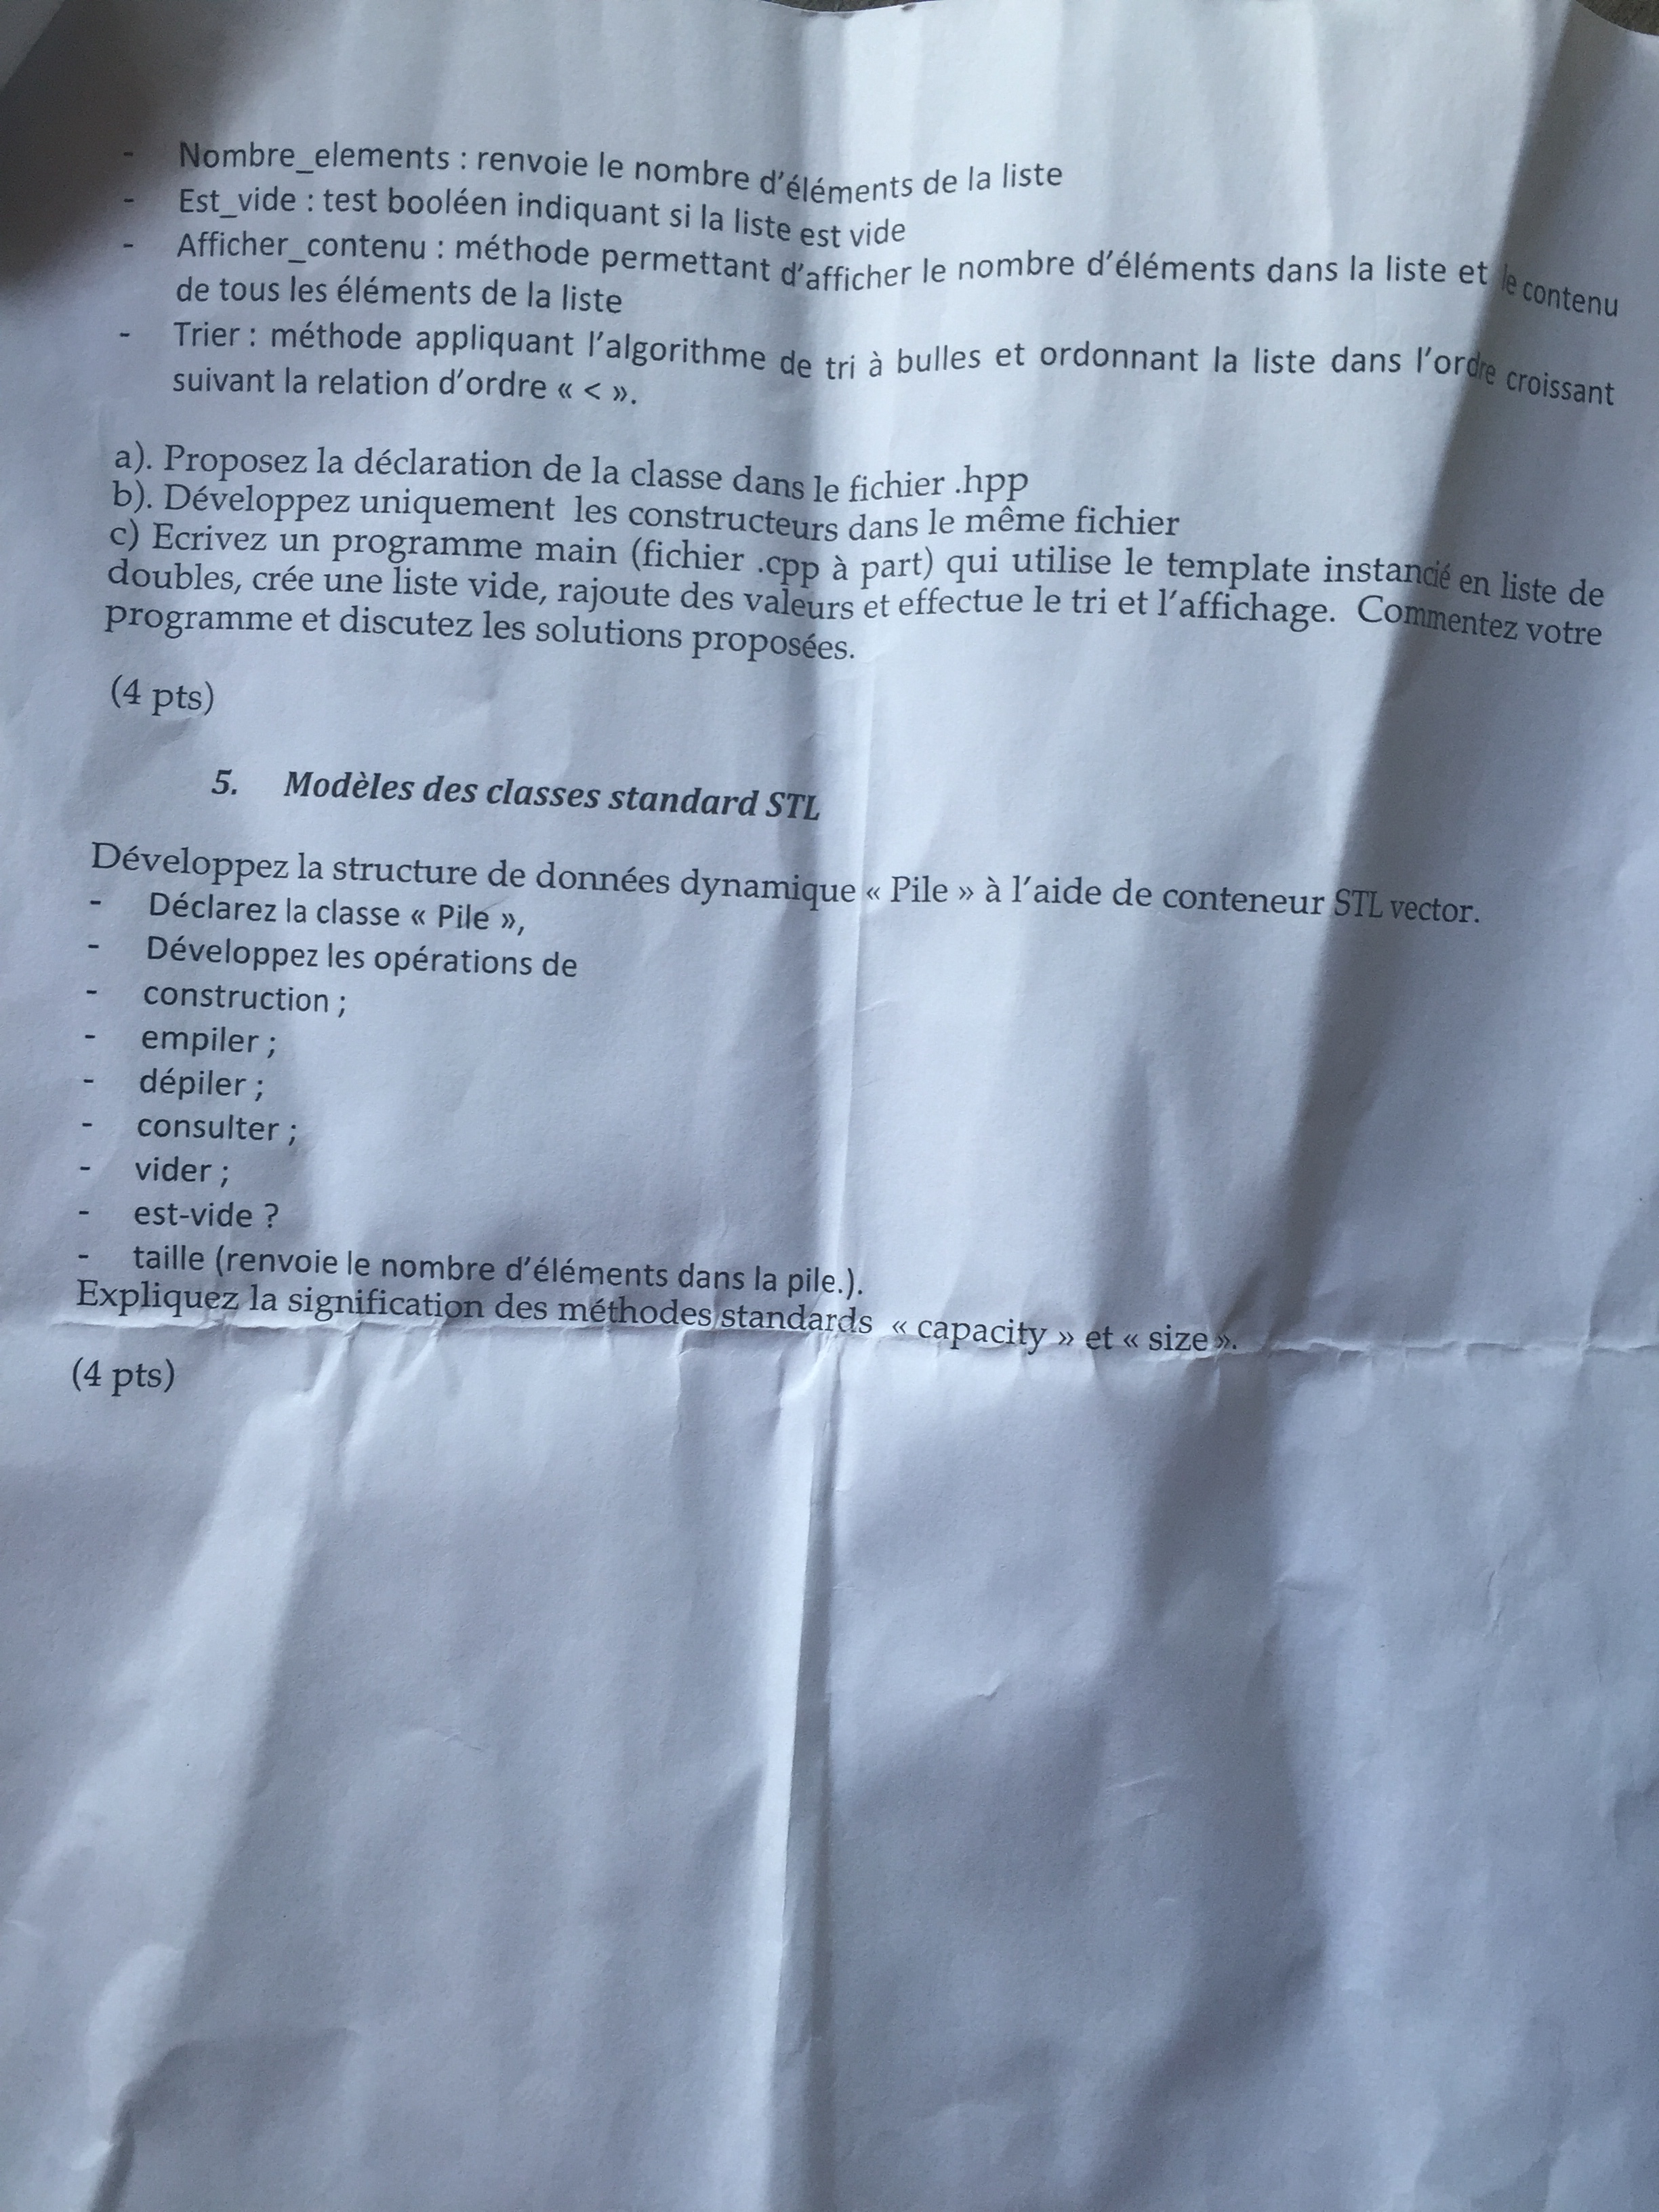 - Nombre_elements : renvoie le nombre d'éléments de la liste
- Est_vide : test booléen indiquant si la liste est vide
- Afficher_contenu : méthode permettant d'afficher le nombre d'éléments dans la liste et le contenu
de tous les éléments de la liste
- Trier : méthode appliquant l'algorithme de tri à bulles et ordonnant la liste dans l'ordre croissant
suivant la relation d'ordre « < ».
a). Proposez la déclaration de la classe dans le fichier .hpp
b). Développez uniquement les constructeurs dans le même fichier
c) Ecrivez un programme main (fichier .cpp à part) qui utilise le template instancié en liste de
doubles, crée une liste vide, rajoute des valeurs et effectue le tri et l'affichage. Commentez votre
programme et discutez les solutions proposées.
(4 pts)
5. Modèles des classes standard STL
Développez la structure de données dynamique « Pile » à l'aide de conteneur STL vector.
- Déclarez la classe « Pile »,
- Développez les opérations de
- construction ;
- empiler ;
- dépiler ;
- consulter ;
- vider ;
- est-vide ?
- taille (renvoie le nombre d'éléments dans la pile.).
Expliquez la signification des méthodes standards « capacity » et « size ».
(4 pts)